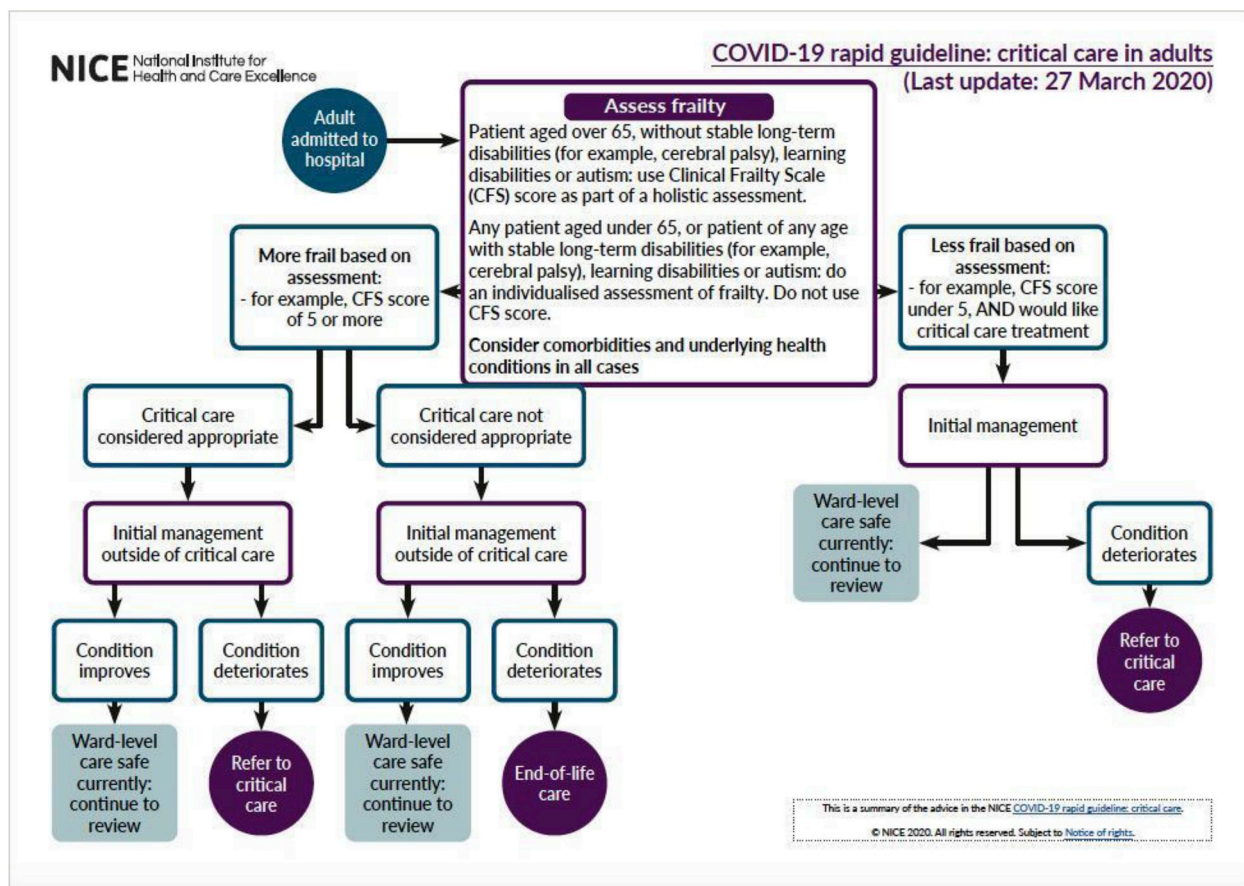 NICE National Institute for
Health and Care Excellence
COVID-19 rapid guideline: critical care in adults
(Last update: 27 March 2020)
Adult
admitted to
hospital
Assess frailty
Patient aged over 65, without stable long-term
disabilities (for example, cerebral palsy), learning
disabilities or autism: use Clinical Frailty Scale
(CFS) score as part of a holistic assessment.
Any patient aged under 65, or patient of any age
with stable long-term disabilities (for example,
cerebral palsy), learning disabilities or autism: do
an individualised assessment of frailty. Do not use
CFS score.
Consider comorbidities and underlying health
conditions in all cases
More frail based on
assessment:
- for example, CFS score
of 5 or more
Less frail based on
assessment:
- for example, CFS score
under 5, AND would like
critical care treatment
Critical care
considered appropriate
Critical care not
considered appropriate
Initial management
Initial management
outside of critical care
Initial management
outside of critical care
Ward-level
care safe
currently:
continue to
review
Condition
deteriorates
Condition
improves
Condition
deteriorates
Condition
improves
Condition
deteriorates
Refer to
critical
care
Ward-level
care safe
currently:
continue to
review
Refer to
critical
care
Ward-level
care safe
currently:
continue to
review
End-of-life
care
This is a summary of the advice in the NICE COVID-19 rapid guideline: critical care.
© NICE 2020. All rights reserved. Subject to Notice of rights.